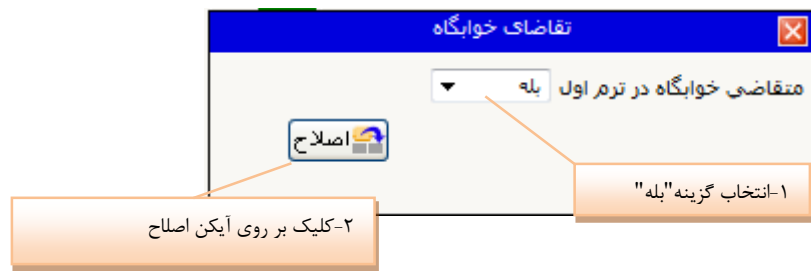 تقاضای خوابگاه
متقاضی خوابگاه در ترم اول بله
اصلاح
۱-انتخاب گزینه"بله"
۲-کلیک بر روی آیکن اصلاح